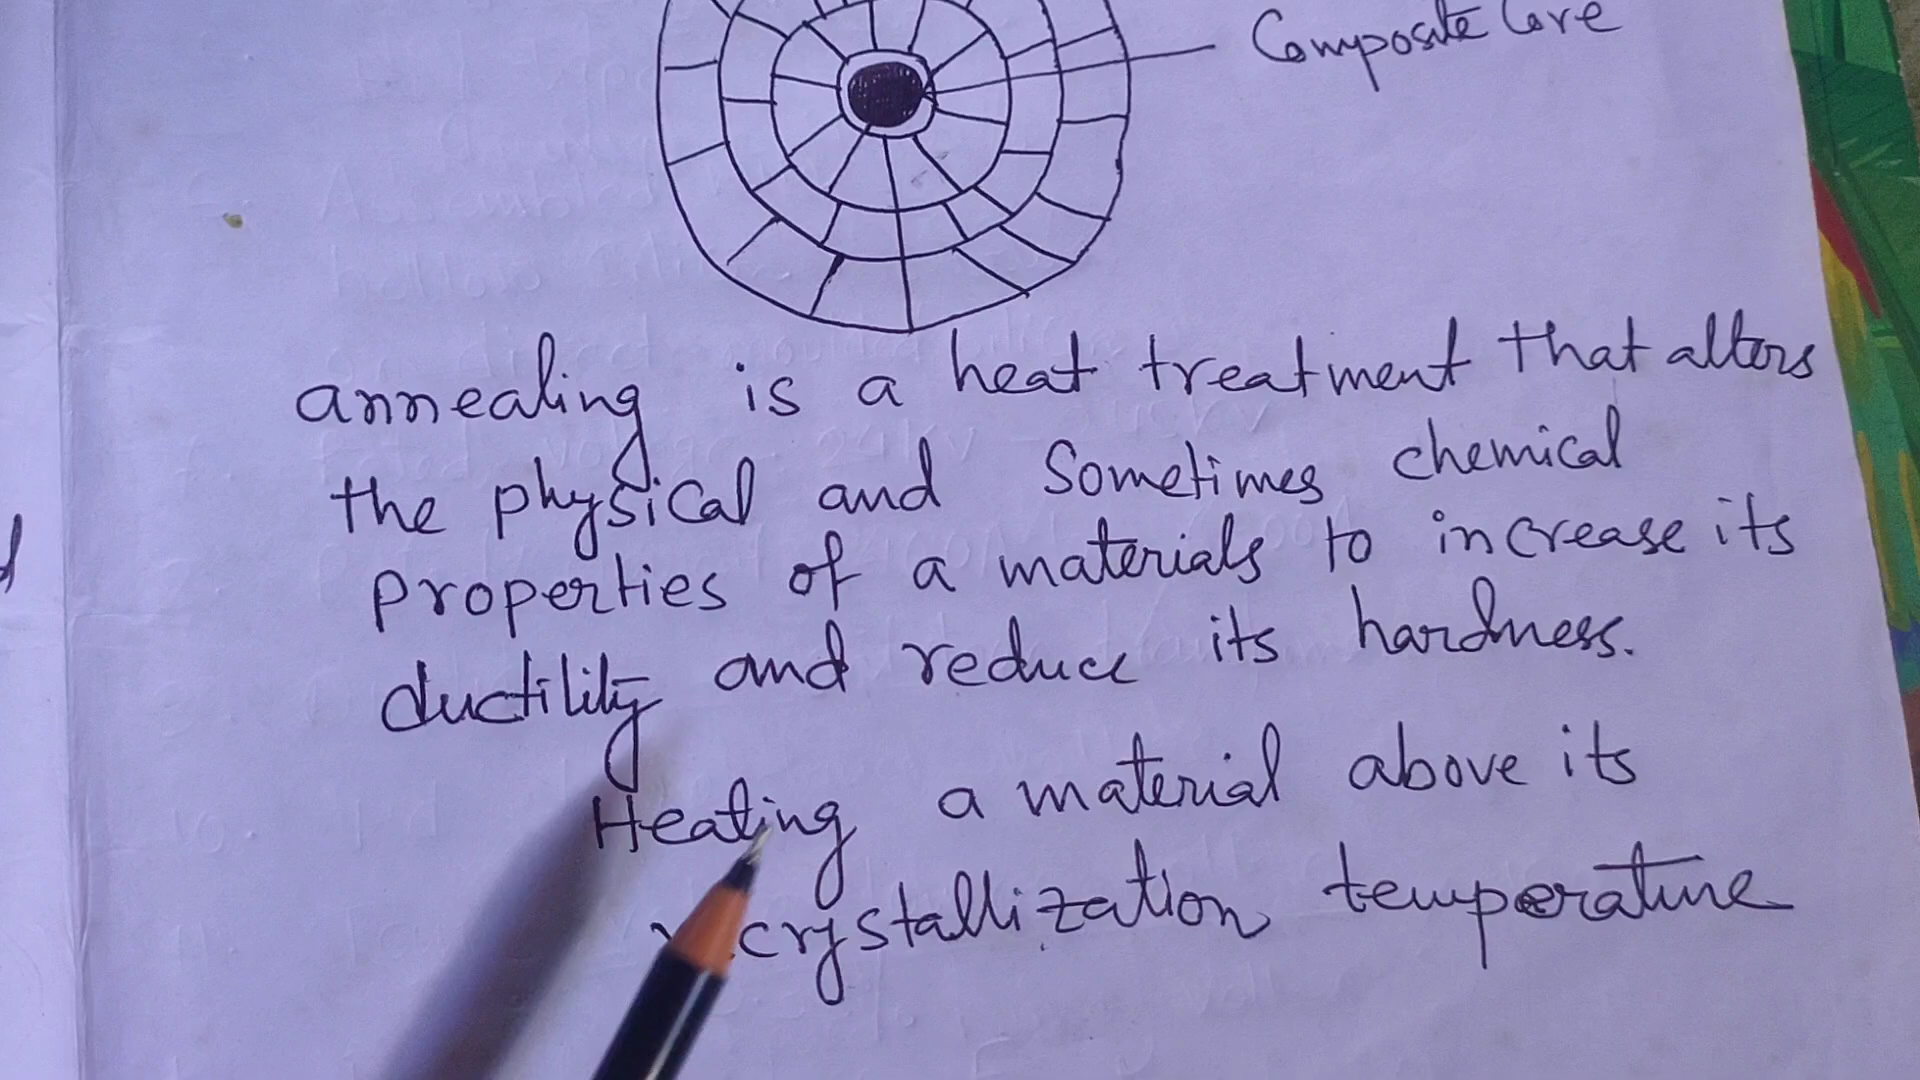 Composite Core
annealing is a heat treatment that alters
the physical and Sometimes chemical
properties of a materials to increase its
ductility and reduce its hardness.
Heating a material above its
crystallization temperature